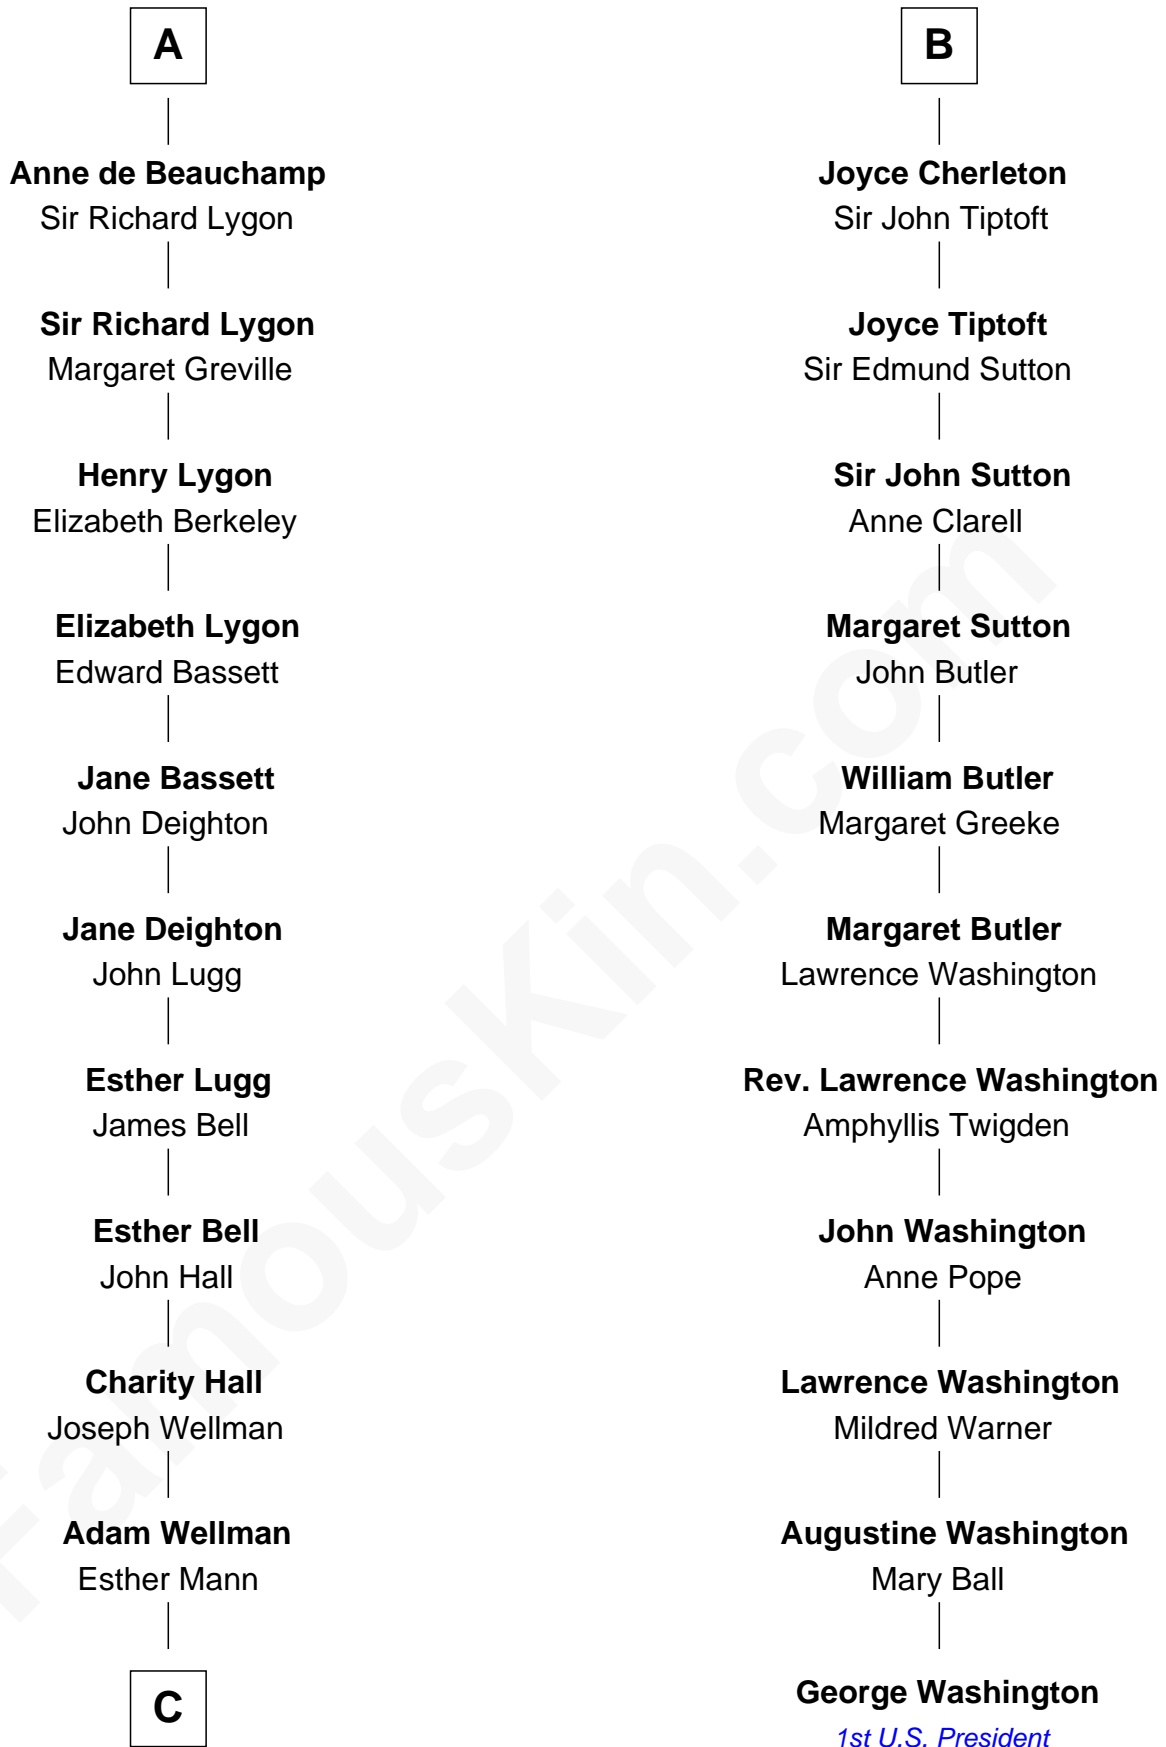 A
Anne de Beauchamp
Sir Richard Lygon
Sir Richard Lygon
Margaret Greville
Henry Lygon
Elizabeth Berkeley
Elizabeth Lygon
Edward Bassett
Jane Bassett
John Deighton
Jane Deighton
John Lugg
Esther Lugg
James Bell
Esther Bell
John Hall
Charity Hall
Joseph Wellman
Adam Wellman
Esther Mann
C
B
Joyce Cherleton
Sir John Tiptoft
Joyce Tiptoft
Sir Edmund Sutton
Sir John Sutton
Anne Clarell
Margaret Sutton
John Butler
William Butler
Margaret Greeke
Margaret Butler
Lawrence Washington
Rev. Lawrence Washington
Amphyllis Twigden
John Washington
Anne Pope
Lawrence Washington
Mildred Warner
Augustine Washington
Mary Ball
George Washington
1st U.S. President
FamousKin.com